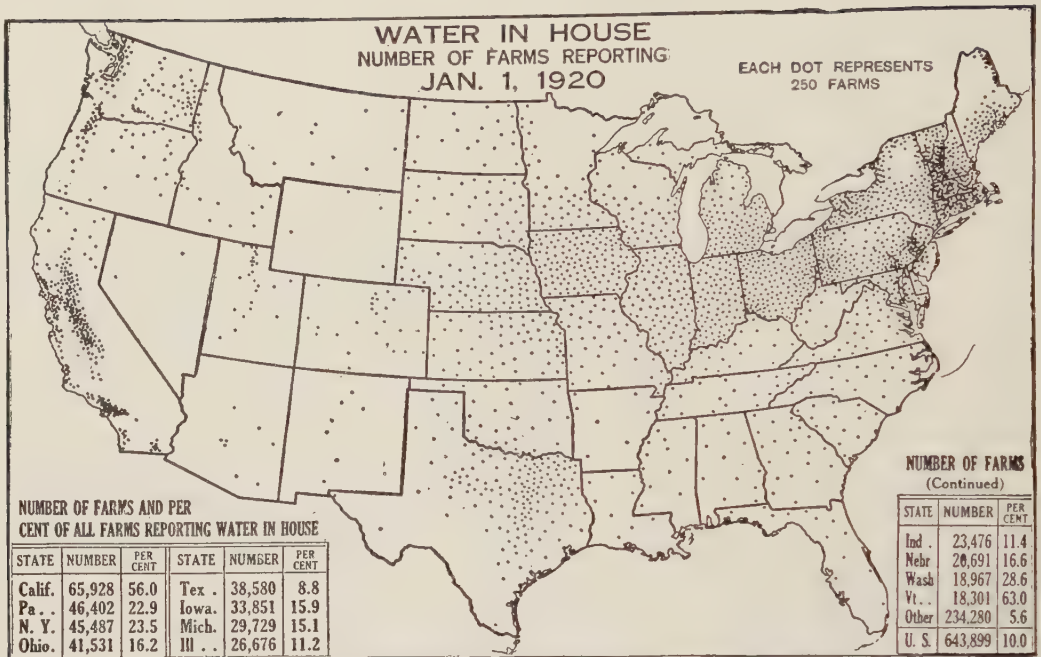 WATER IN HOUSE
NUMBER OF FARMS REPORTING
JAN. 1, 1920
EACH DOT REPRESENTS
250 FARMS
NUMBER OF FARMS AND PER
CENT OF ALL FARMS REPORTING WATER IN HOUSE
STATE NUMBER PER CENT STATE NUMBER PER CENT
Calif. 65,928 56.0 Tex . 38,580 8.8
Pa . . 46,402 22.9 Iowa. 33,851 15.9
N. Y. 45,487 23.5 Mich. 29,729 15.1
Ohio. 41,531 16.2 Ill . . 26,676 11.2
NUMBER OF FARMS
(Continued)
STATE NUMBER PER CENT
Ind . 23,476 11.4
Nebr 20,691 16.6
Wash 18,967 28.6
Vt. . 18,301 63.0
Other 234,280 5.6
U. S. 643,899 10.0